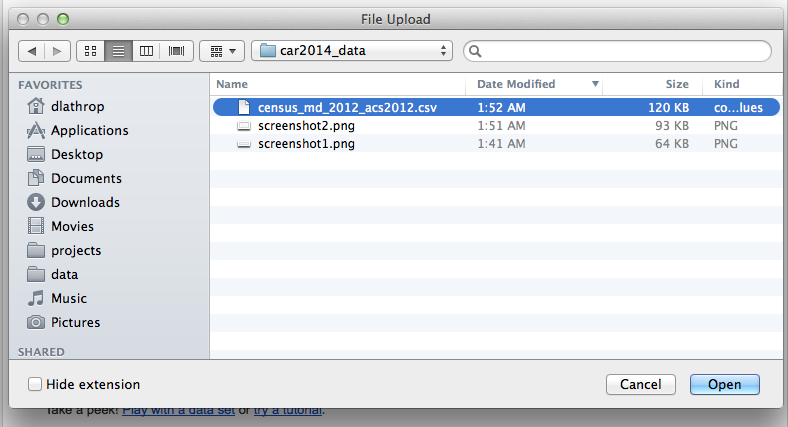 File Upload
car2014_data
FAVORITES
dlathrop
Applications
Desktop
Documents
Downloads
Movies
projects
data
Music
Pictures
SHARED
Name Date Modified Size Kind
census_md_2012_acs2012.csv 1:52 AM 120 KB co...lues
screenshot2.png 1:51 AM 93 KB PNG
screenshot1.png 1:41 AM 64 KB PNG
Hide extension
Cancel Open
Take a peek! Play with a data set or try a tutorial.